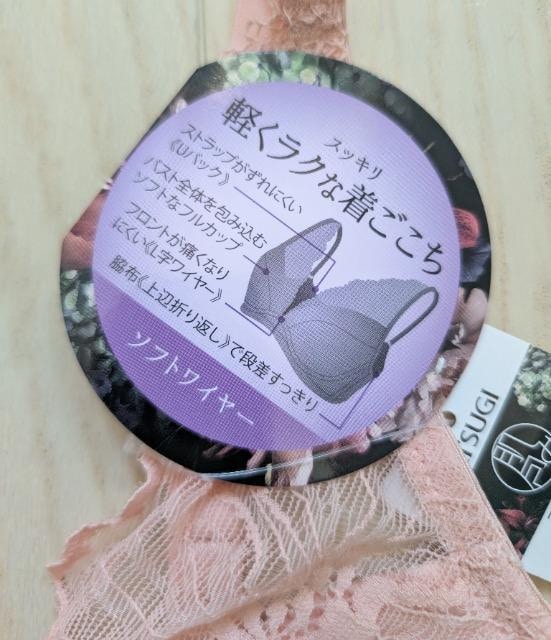 スッキリ
軽くラクな着ごこち
ストラップがずれにくい
《Uバック》
バスト全体を包み込む
ソフトなフルカップ
フロントが痛くなり
にくい《L字ワイヤー》
脇布《上辺折り返し》で段差すっきり
ソフトワイヤー
TSUGI